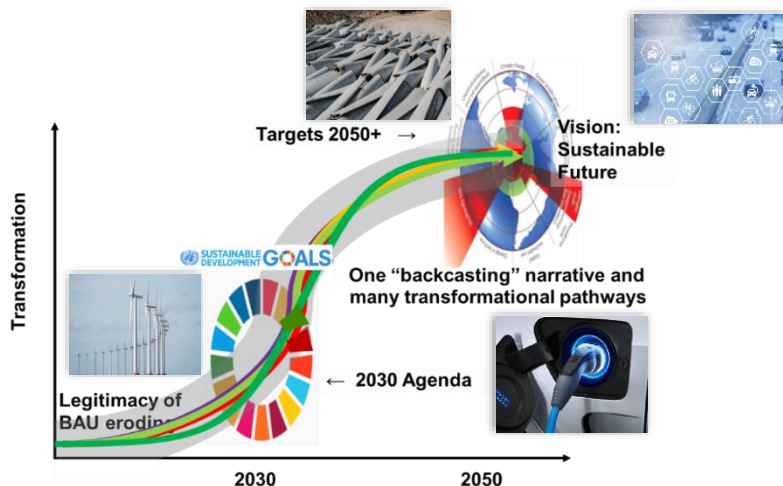 Targets 2050+ →
Vision:
Sustainable
Future
Transformation
SUSTAINABLE
DEVELOPMENT
GOALS
One “backcasting” narrative and
many transformational pathways
← 2030 Agenda
Legitimacy of
BAU eroding
2030
2050